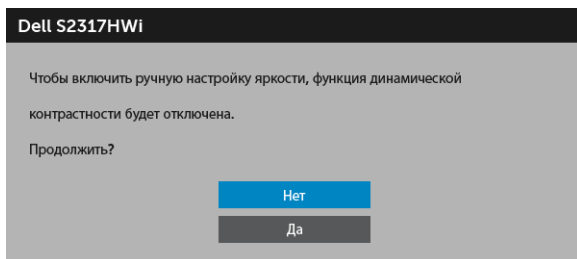 Dell S2317HWi
Чтобы включить ручную настройку яркости, функция динамической
контрастности будет отключена.
Продолжить?
Нет
Да